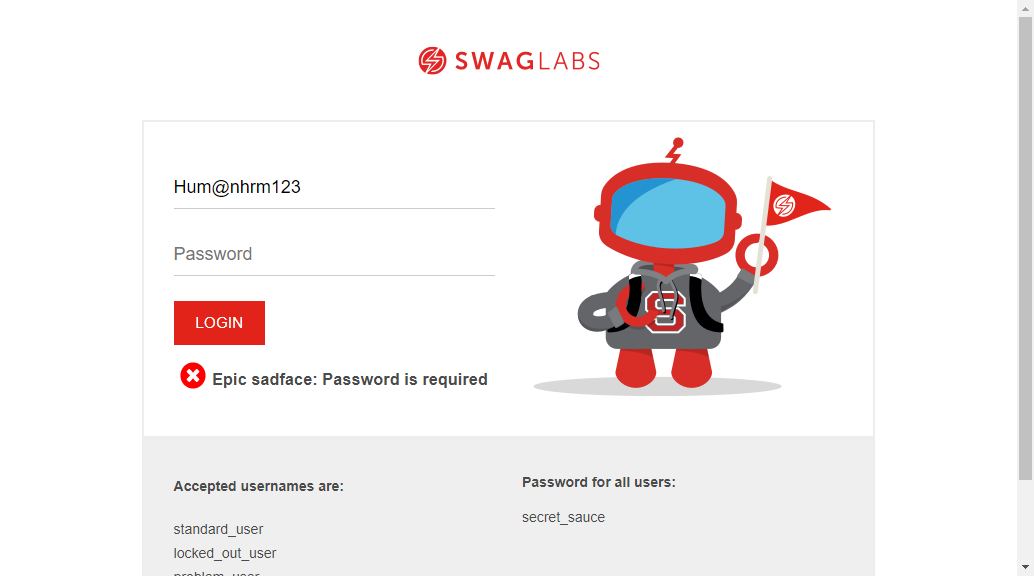 SWAGLABS
Hum@nhrm123
Password
LOGIN
Epic sadface: Password is required
Accepted usernames are:
standard_user
locked_out_user
problem_user
Password for all users:
secret_sauce